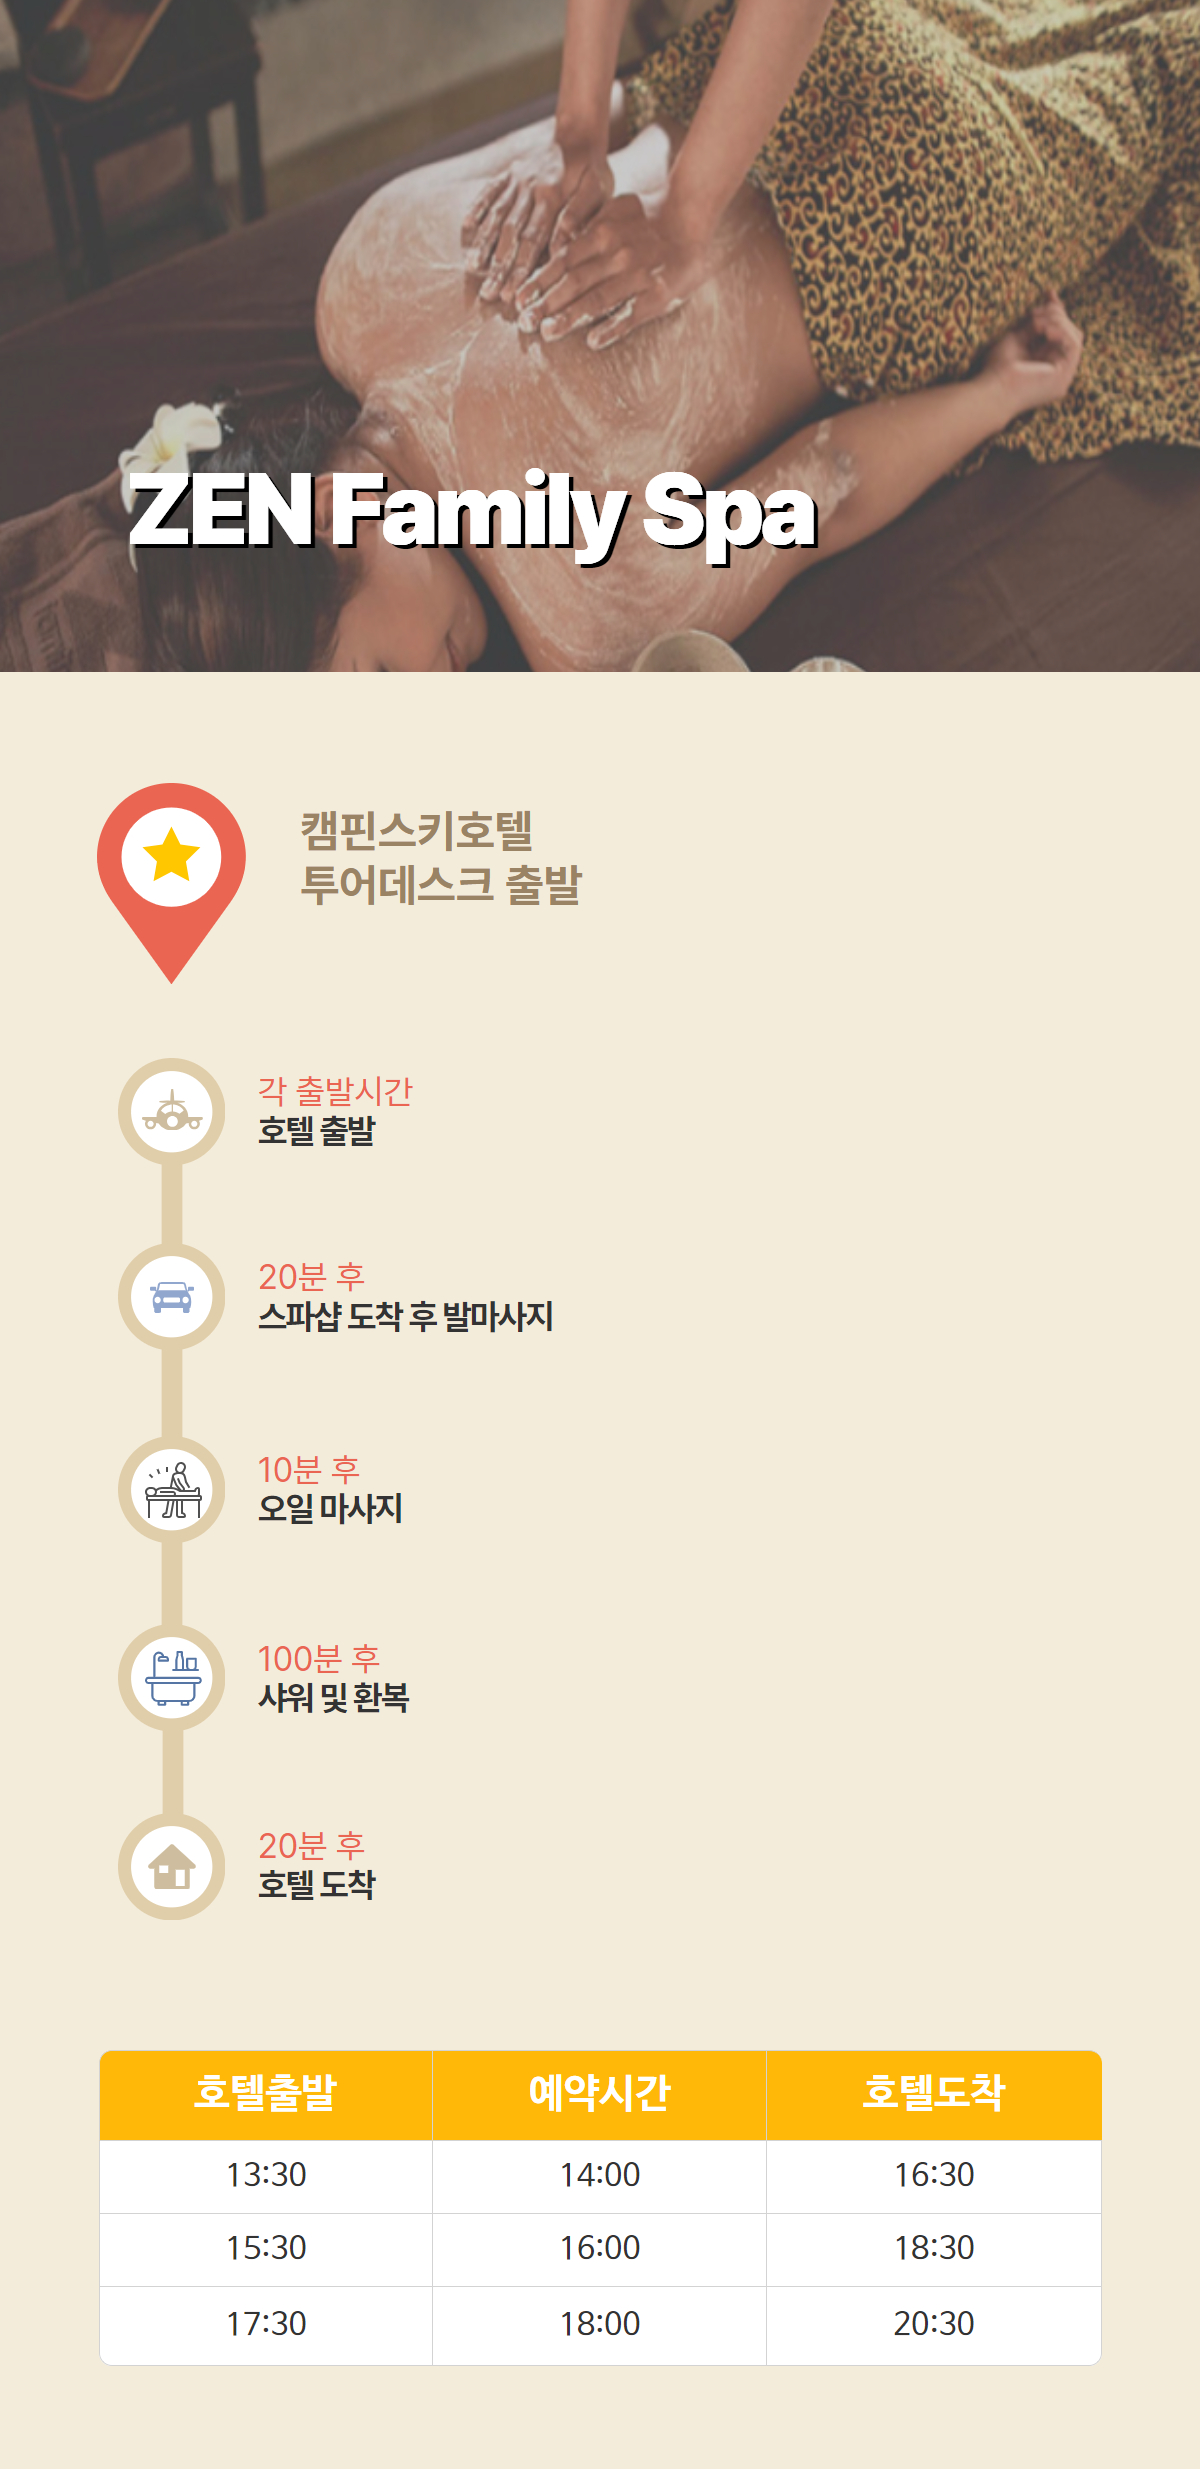 ZEN Family Spa
캠핀스키호텔
투어데스크 출발
각 출발시간
호텔 출발
20분 후
스파샵 도착 후 발마사지
10분 후
오일 마사지
100분 후
샤워 및 환복
20분 후
호텔 도착
호텔출발 예약시간 호텔도착
13:30 14:00 16:30
15:30 16:00 18:30
17:30 18:00 20:30